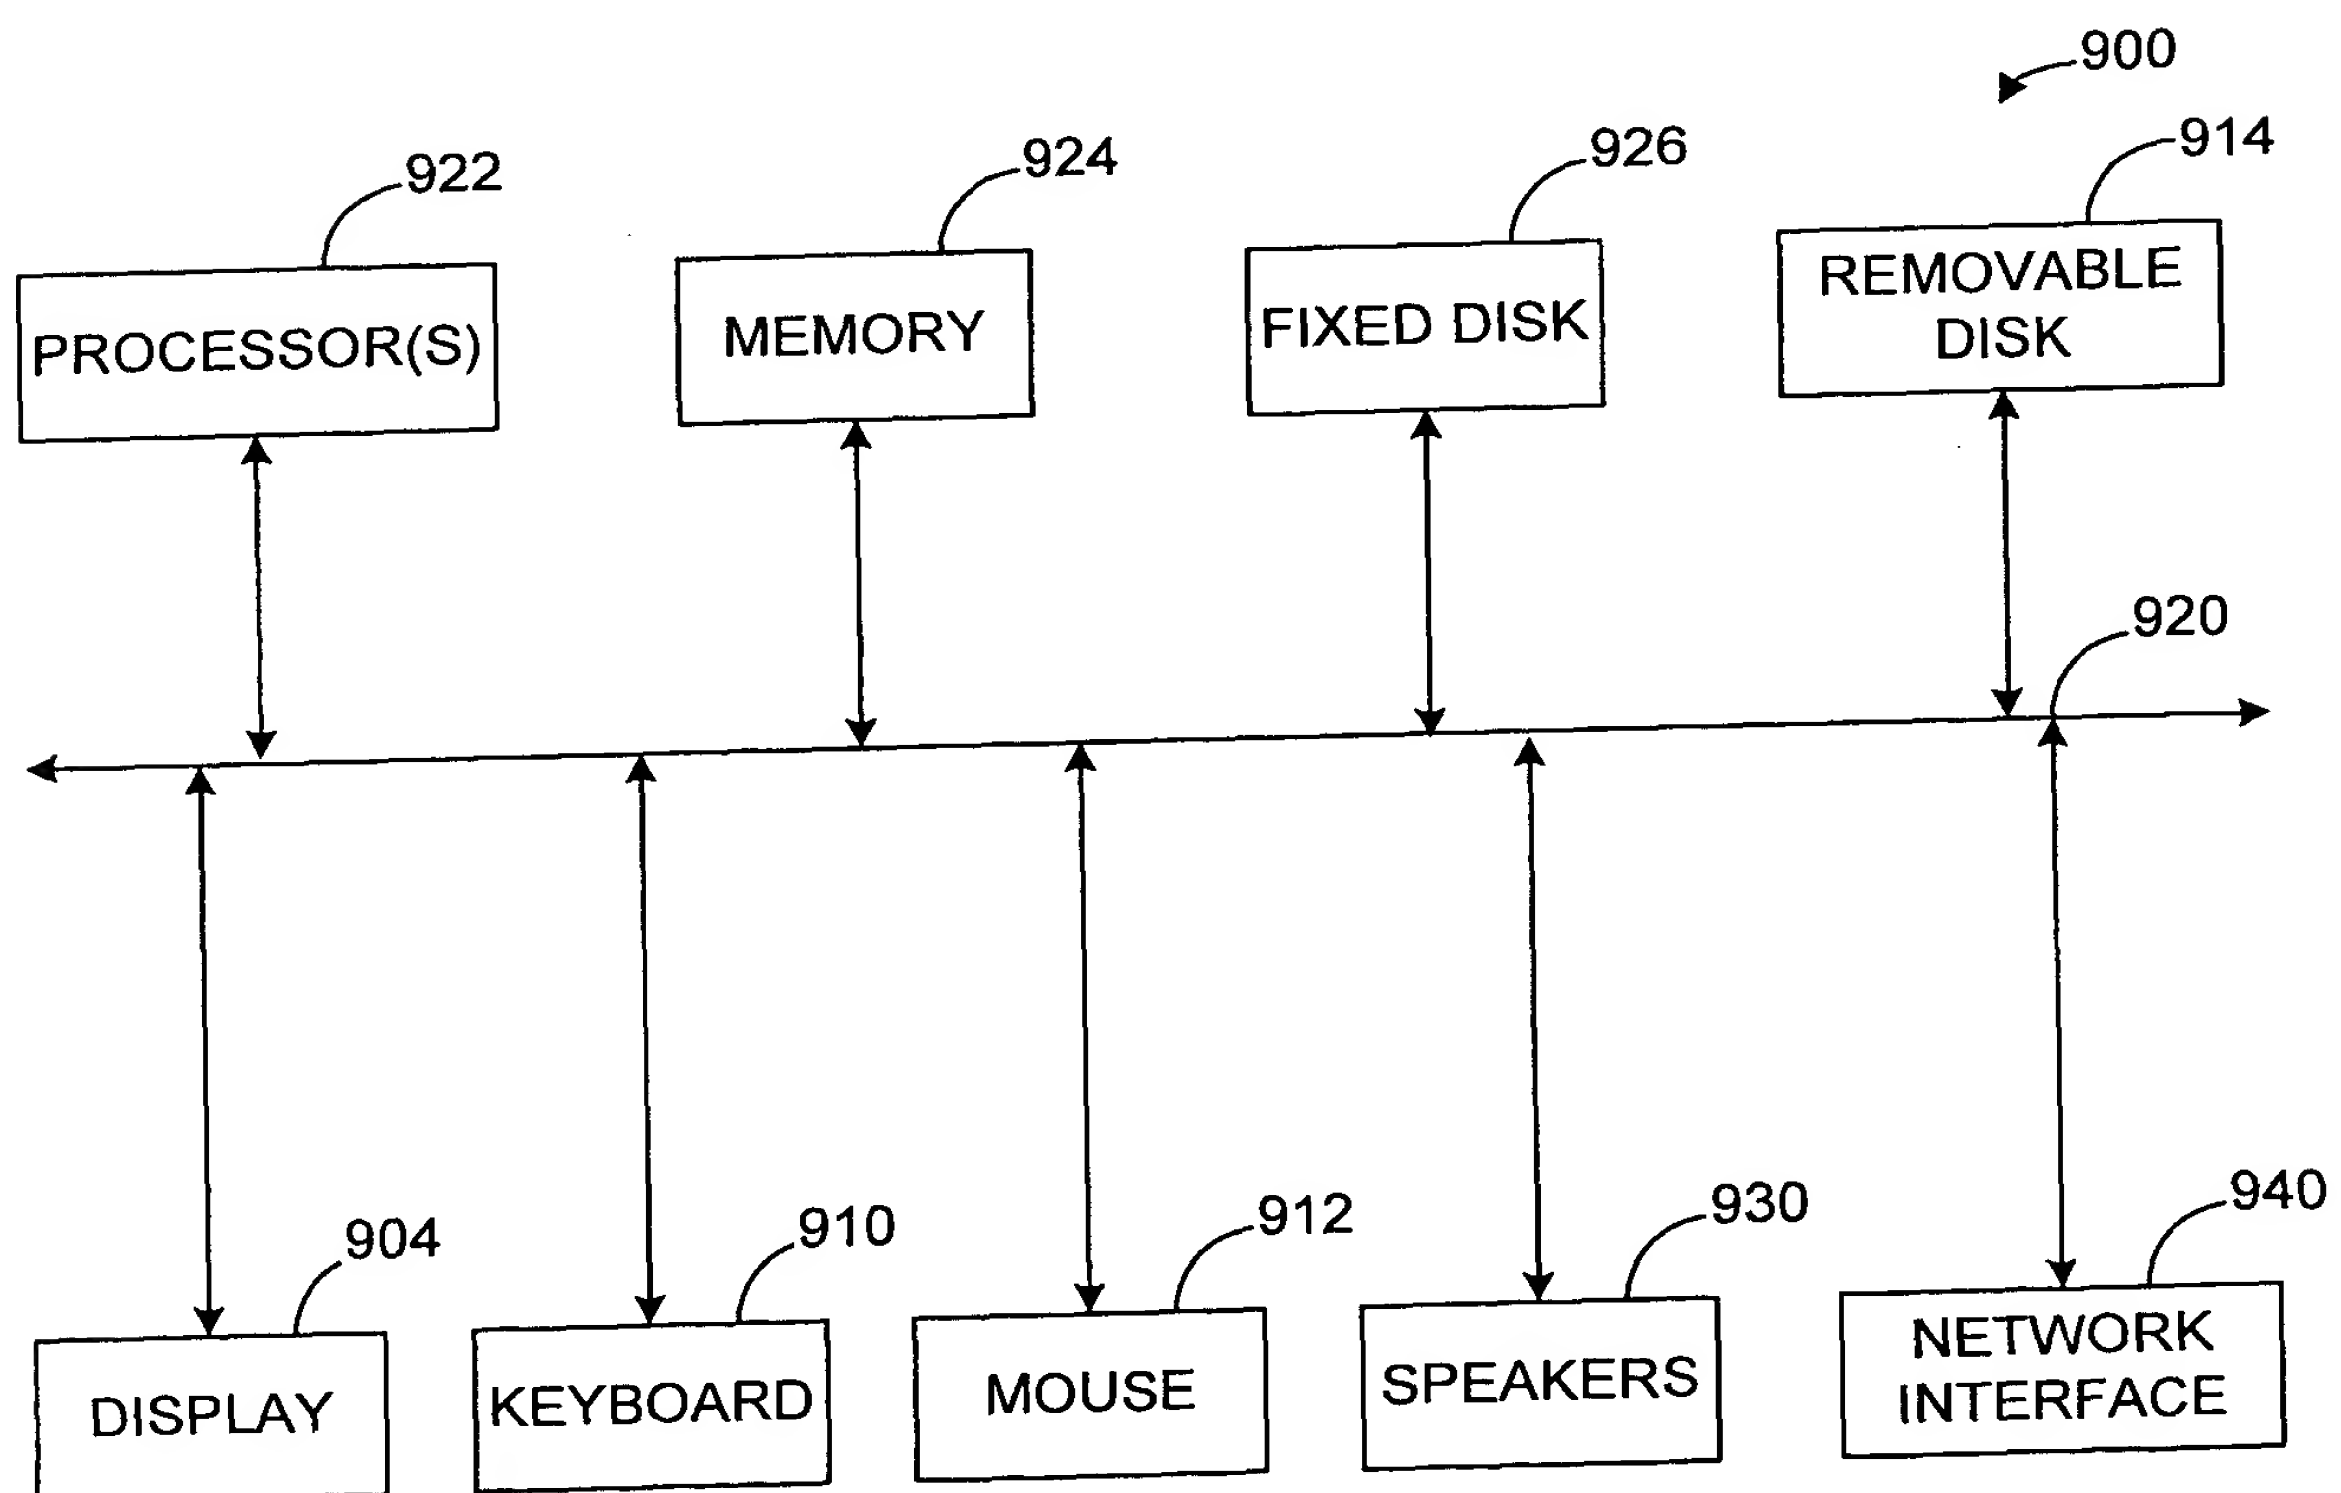 900
922
924
926
914
PROCESSOR(S)
MEMORY
FIXED DISK
REMOVABLE
DISK
920
904
910
912
930
940
DISPLAY
KEYBOARD
MOUSE
SPEAKERS
NETWORK
INTERFACE